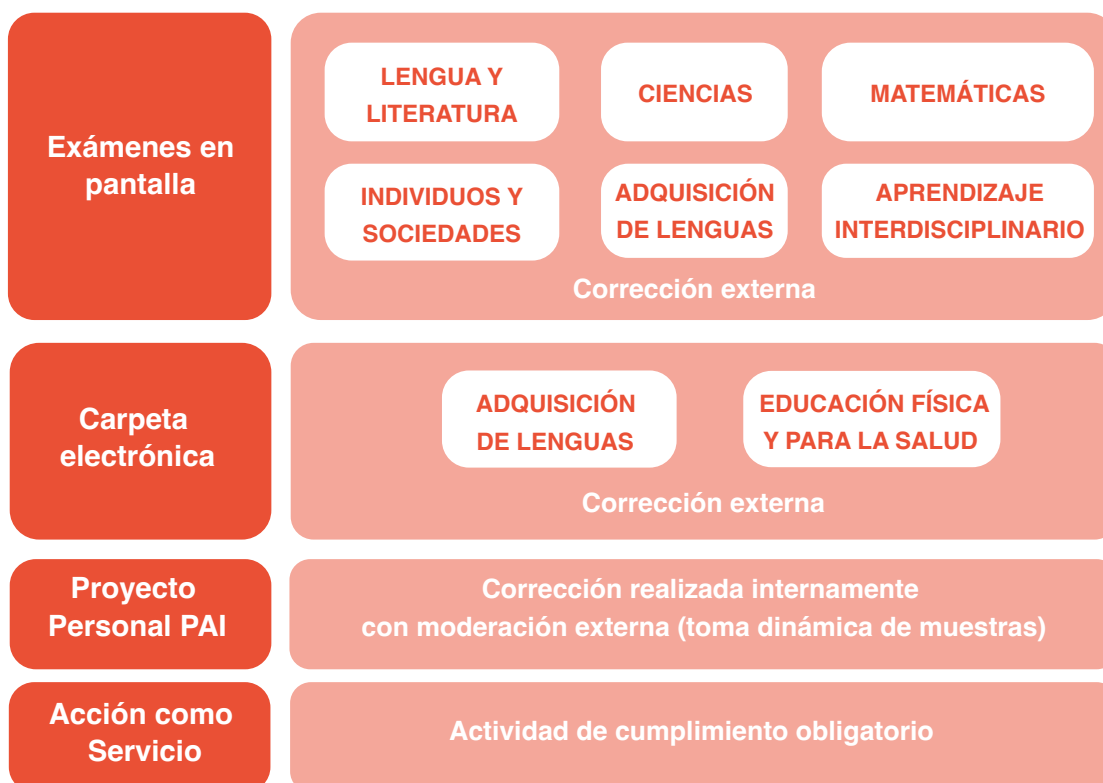 Exámenes en
pantalla
LENGUA Y
LITERATURA
CIENCIAS
MATEMÁTICAS
INDIVIDUOS Y
SOCIEDADES
ADQUISICIÓN
DE LENGUAS
APRENDIZAJE
INTERDISCIPLINARIO
Corrección externa
Carpeta
electrónica
ADQUISICIÓN
DE LENGUAS
EDUCACIÓN FÍSICA
Y PARA LA SALUD
Corrección externa
Proyecto
Personal PAI
Corrección realizada internamente
con moderación externa (toma dinámica de muestras)
Acción como
Servicio
Actividad de cumplimiento obligatorio